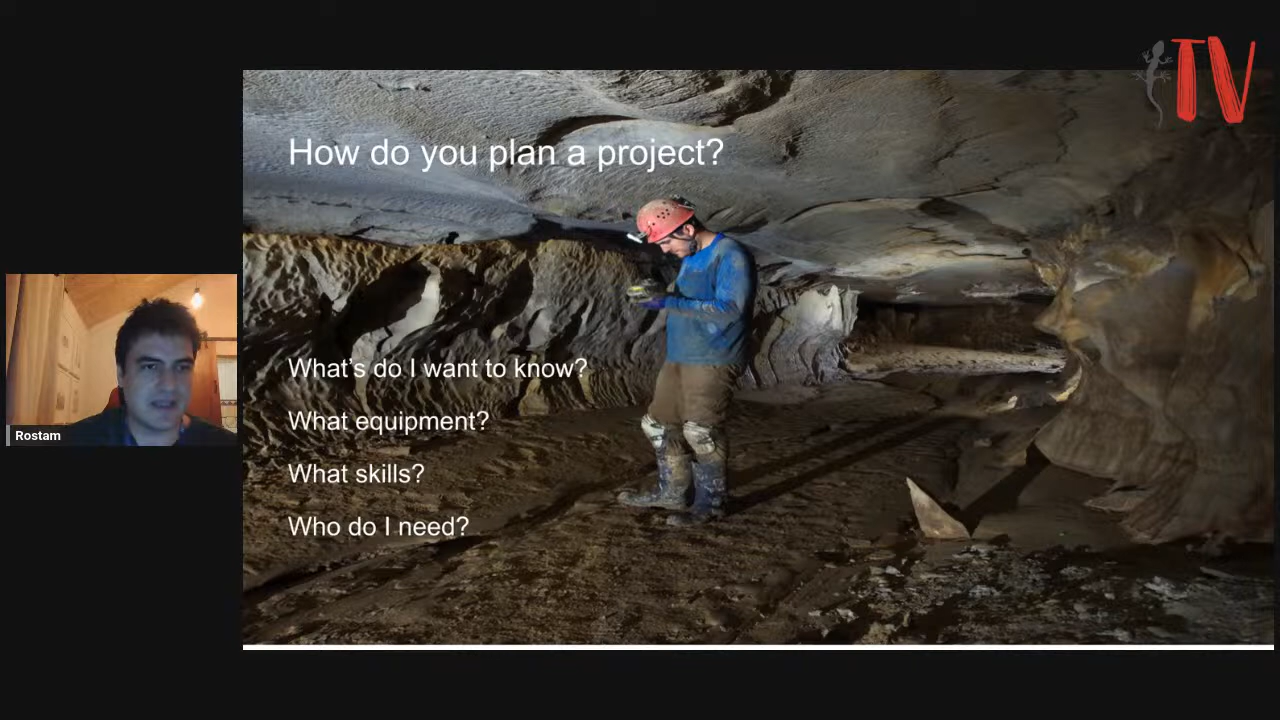 TV
How do you plan a project?
What's do I want to know?
What equipment?
What skills?
Who do I need?
Rostam